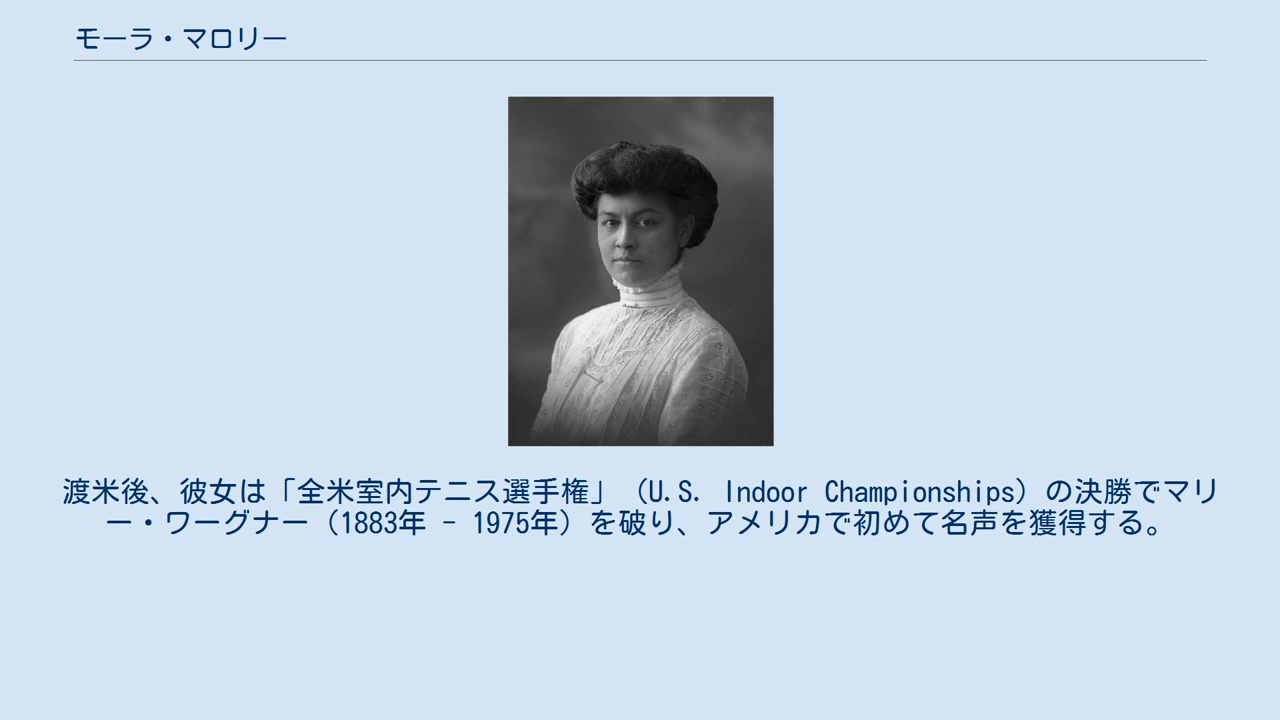 モーラ・マロリー
渡米後、彼女は「全米室内テニス選手権」（U.S. Indoor Championships）の決勝でマリ
ー・ワーグナー（1883年 - 1975年）を破り、アメリカで初めて名声を獲得する。